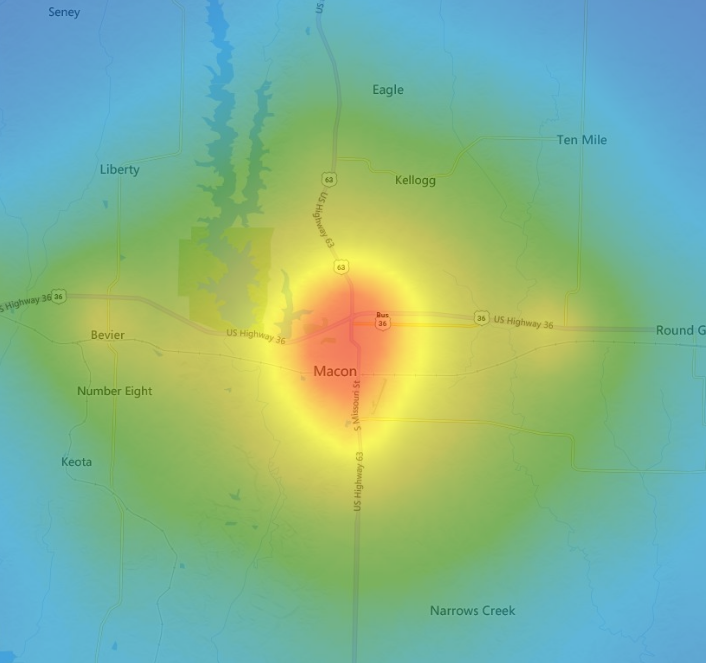 Seney
US
Eagle
Ten Mile
Liberty
63
Kellogg
US Highway 63
63
S Highway 36
36
Bus
36
36
US Highway 36
US Highway 36
Round G
Bevier
Macon
Number Eight
S Missouri St
Keota
US Highway 63
Narrows Creek